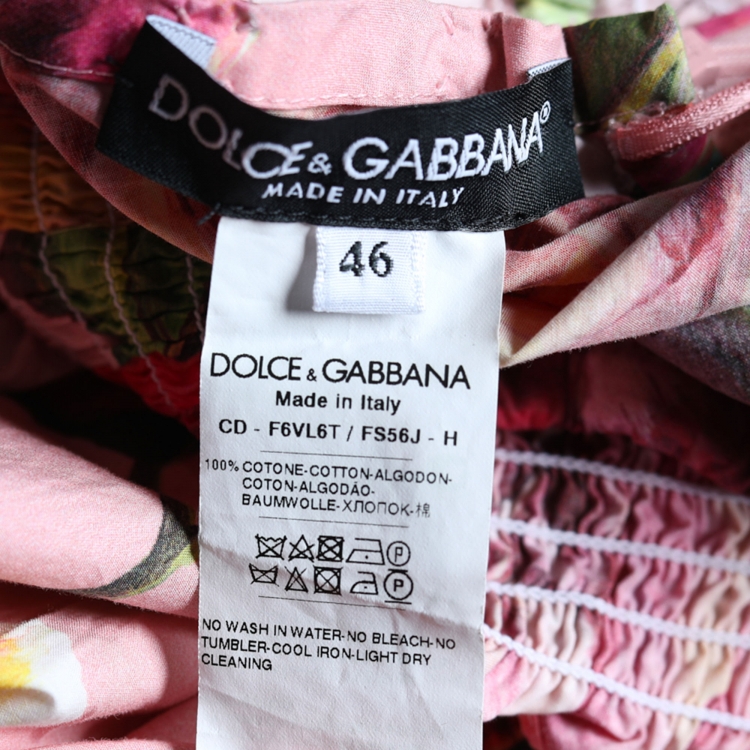 DOLCE & GABBANA®
MADE IN ITALY
46
DOLCE & GABBANA
Made in Italy
CD - F6VL6T / FS56J - H
100% COTONE-COTTON-ALGODON-
COTON-ALGODÃO-
BAUMWOLLE-ХЛОПОК-棉
P
P
NO WASH IN WATER-NO BLEACH-NO
TUMBLER-COOL IRON-LIGHT DRY
CLEANING